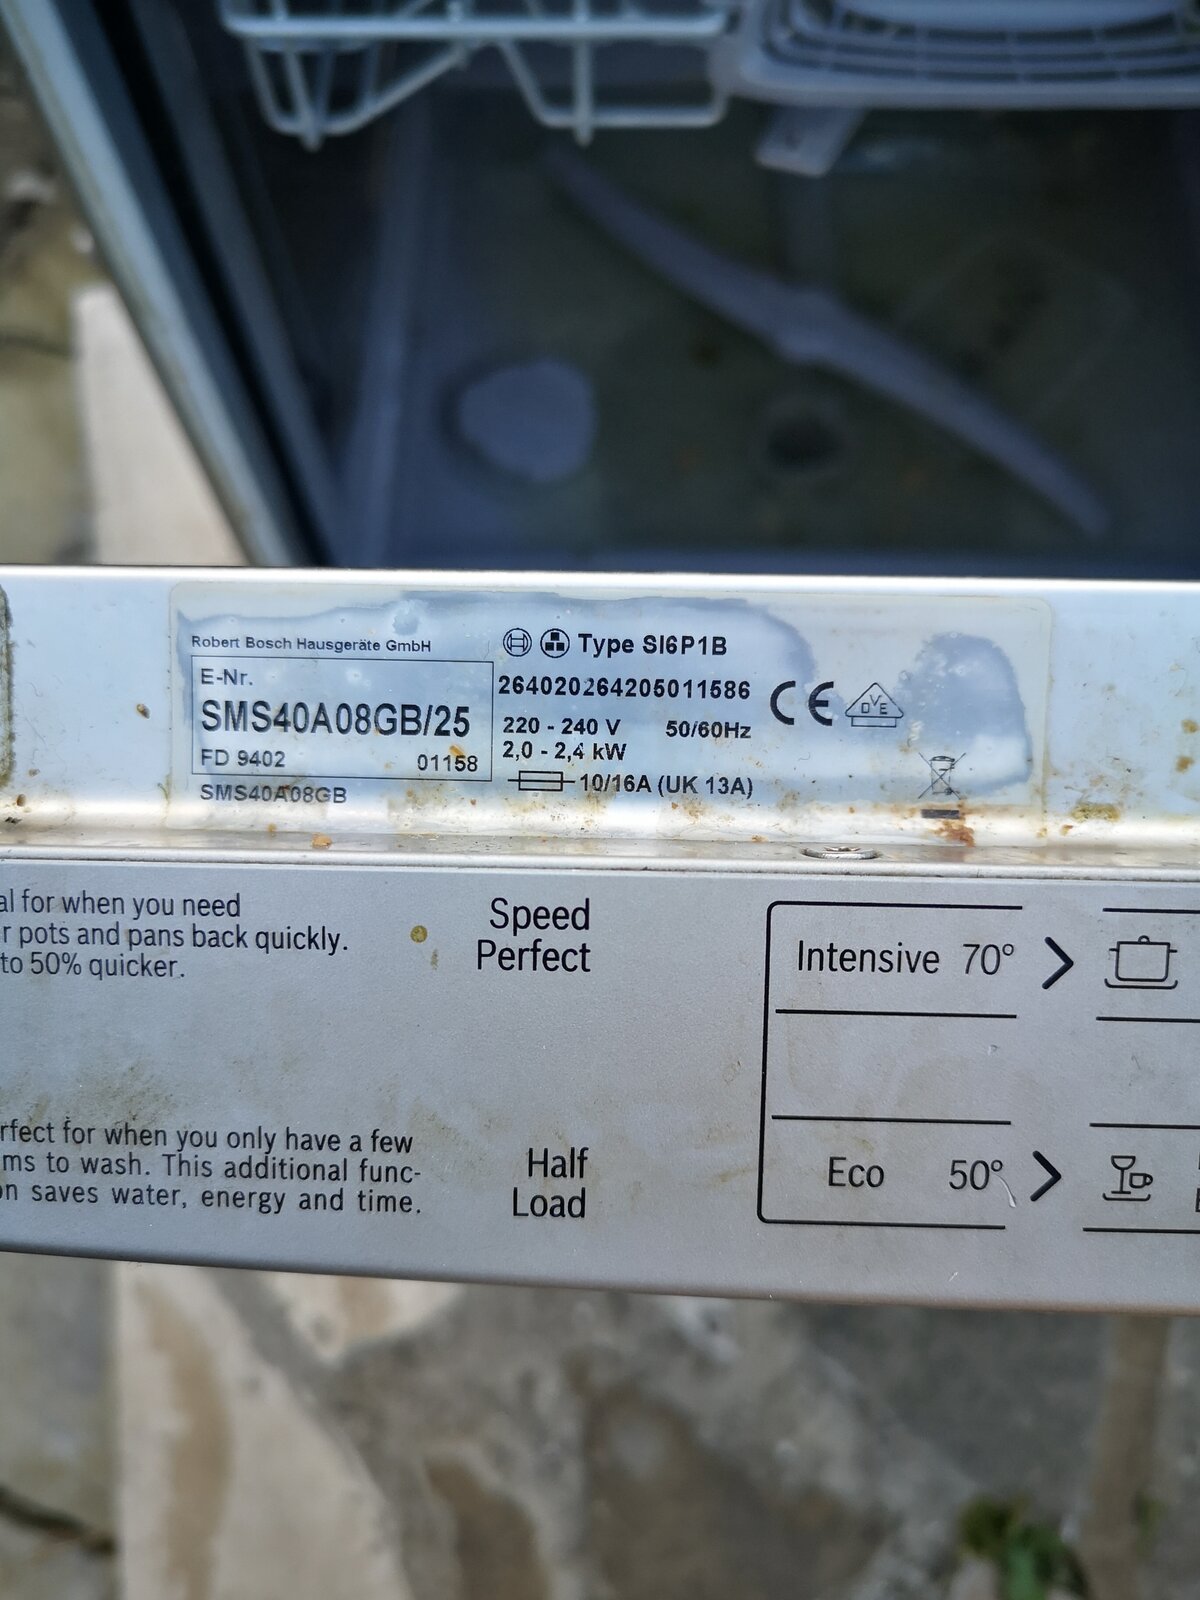 Robert Bosch Hausgeräte GmbH
E-Nr.
SMS40A08GB/25
FD 9402 01158
SMS40A08GB
Type SI6P1B
264020264205011586
220 - 240 V 50/60Hz
2,0 - 2,4 kW
10/16A (UK 13A)
CE
DVE
al for when you need
r pots and pans back quickly.
to 50% quicker.
Speed
Perfect
Intensive 70°
rfect for when you only have a few
ms to wash. This additional func-
on saves water, energy and time.
Half
Load
Eco 50°